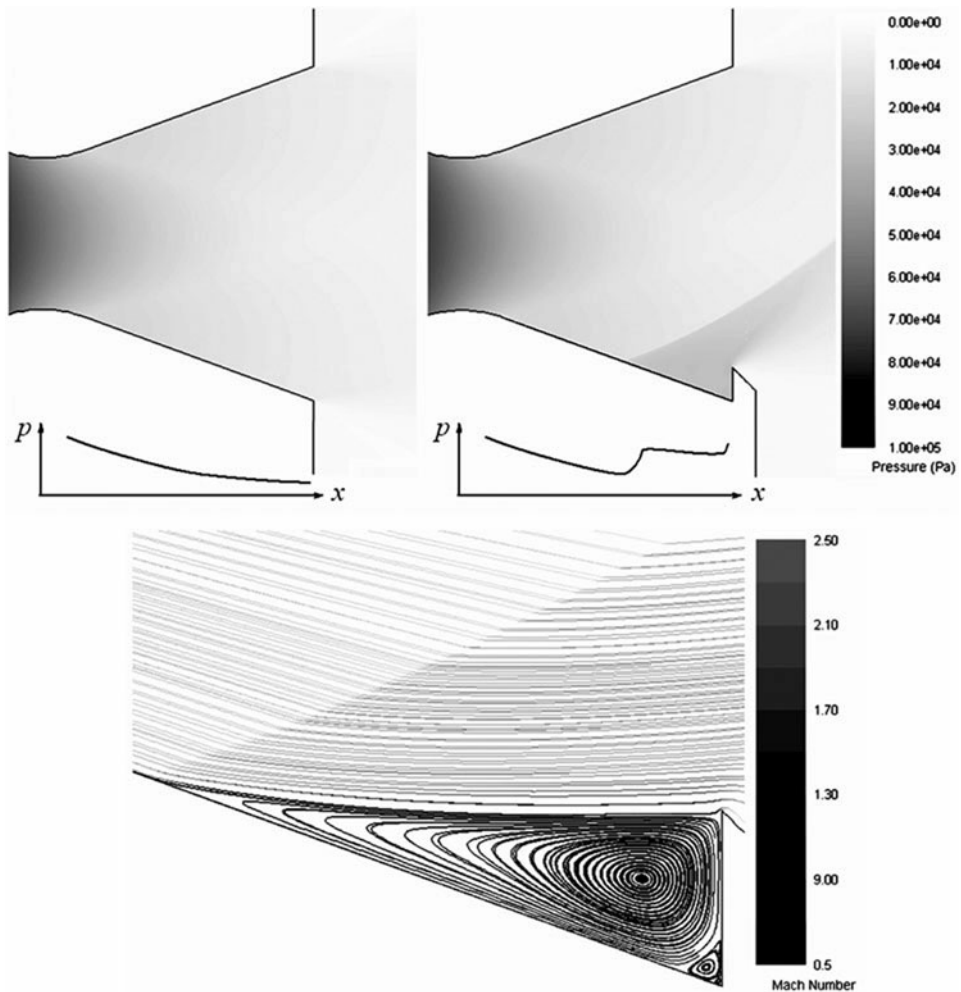 0.00e+00
1.00e+04
2.00e+04
3.00e+04
4.00e+04
5.00e+04
6.00e+04
7.00e+04
8.00e+04
9.00e+04
1.00e+05
Pressure (Pa)
p
x
p
x
2.50
2.10
1.70
1.30
9.00
0.5
Mach Number